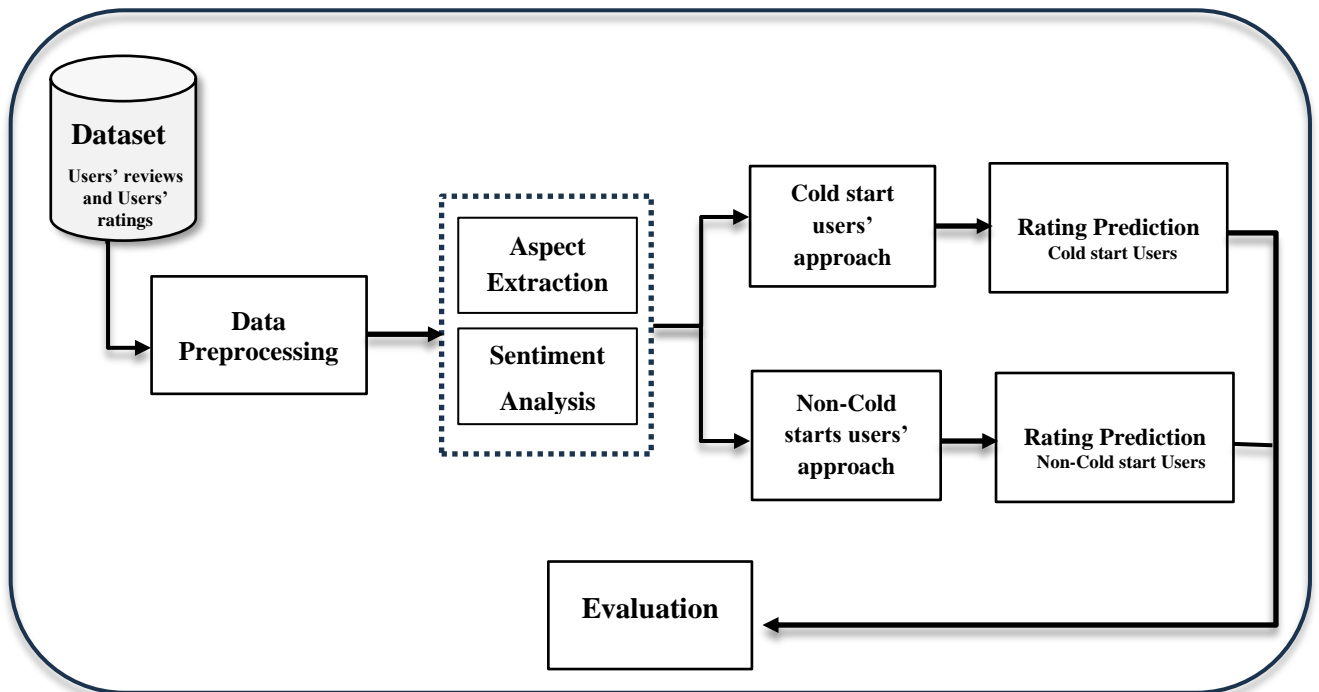 Dataset
Users’ reviews
and Users’
ratings
Data
Preprocessing
Aspect
Extraction
Sentiment
Analysis
Cold start
users’
approach
Rating Prediction
Cold start Users
Non-Cold
starts users’
approach
Rating Prediction
Non-Cold start Users
Evaluation